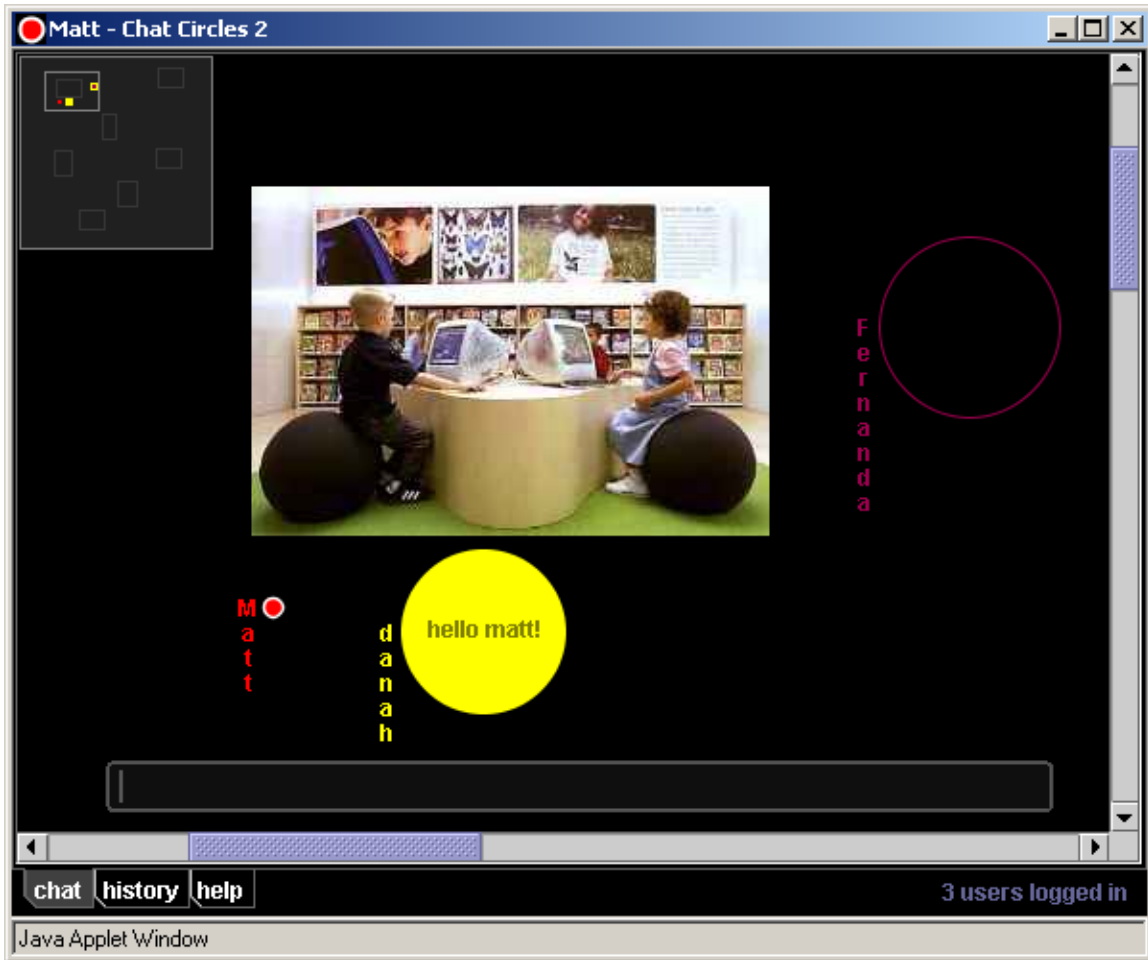 Matt - Chat Circles 2
Fernanda
Matt
danah
hello matt!
chat history help
3 users logged in
Java Applet Window